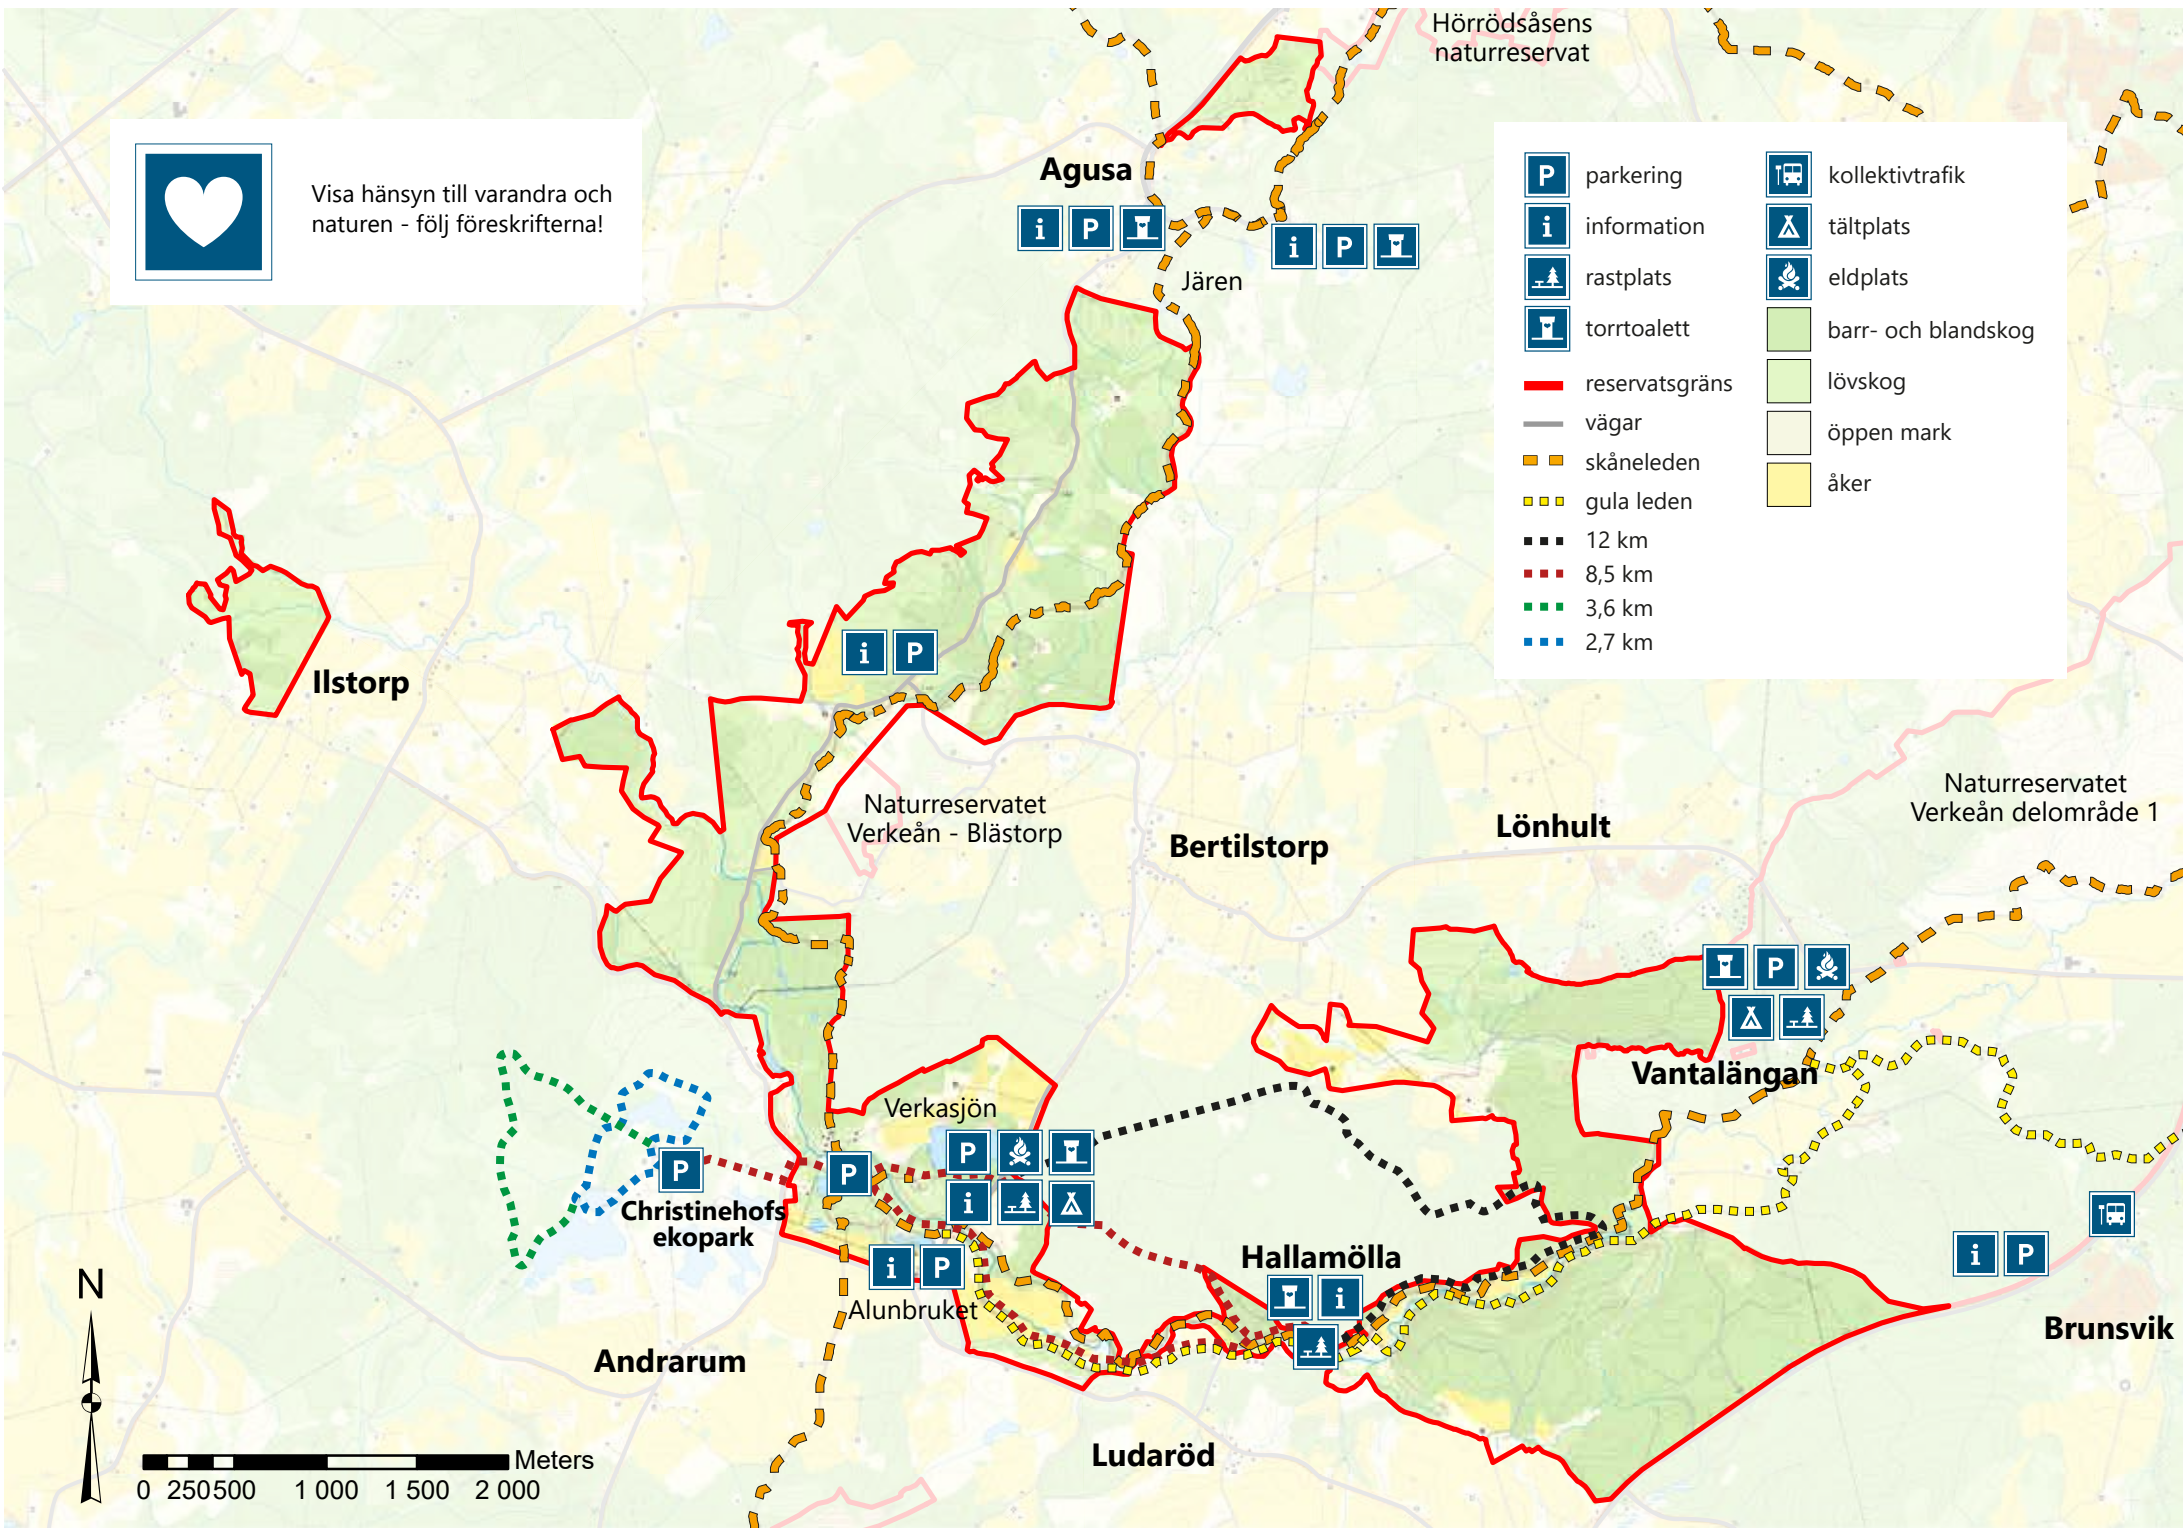 Hörrödsåsens
naturreservat
Visa hänsyn till varandra och
naturen - följ föreskrifterna!
Agusa
i P
i P
Jären
P parkering
i information
rastplats
torrtoalett
reservatsgräns
vägar
skåneleden
gula leden
12 km
8,5 km
3,6 km
2,7 km
kollektivtrafik
tältplats
eldplats
barr- och blandskog
lövskog
öppen mark
åker
i P
Ilstorp
Naturreservatet
Verkeån - Blästorp
Bertilstorp
Lönhult
Naturreservatet
Verkeån delområde 1
P
Vantalängan
Verkasjön
P
i
P
P
Christinehofs
ekopark
i P
Alunbruket
Hallamölla
i
i P
Brunsvik
Andrarum
Ludaröd
N
Meters
0 250 500 1 000 1 500 2 000